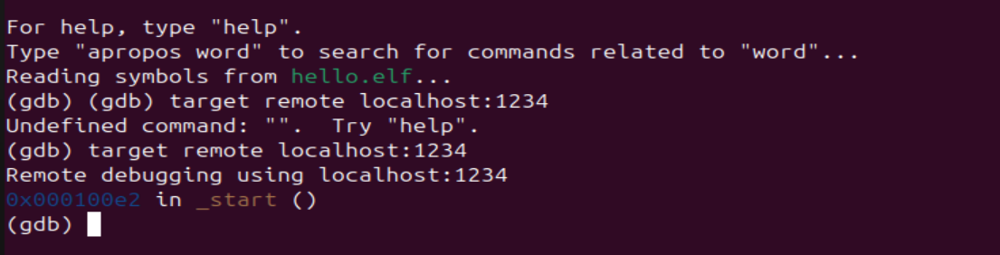 For help, type "help".
Type "apropos word" to search for commands related to "word"...
Reading symbols from hello.elf...
(gdb) (gdb) target remote localhost:1234
Undefined command: "".  Try "help".
(gdb) target remote localhost:1234
Remote debugging using localhost:1234
0x000100e2 in _start ()
(gdb)